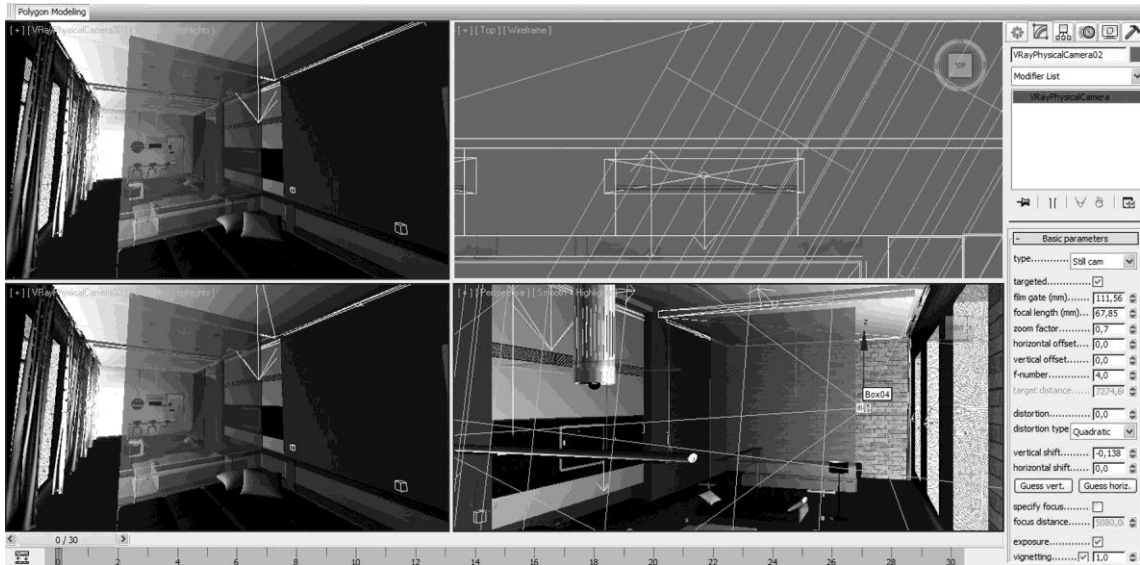 Polygon Modeling
[ + ] [ VRayPhysicalCamera02 ] [ Highlights ]
[ + ] [ Top ] [ Wireframe ]
TOP
VRayPhysicalCamera02
Modifier List
VRayPhysicalCamera
- Basic parameters
type............ Still cam
targeted................
film gate (mm)....... 111,56
focal length (mm)... 67,85
zoom factor.......... 0,7
horizontal offset..... 0,0
vertical offset........ 0,0
f-number.............. 4,0
target distance.......
distortion.............. 0,0
distortion type Quadratic
vertical shift.......... -0,138
horizontal shift....... 0,0
Guess vert. Guess horiz.
specify focus..........
focus distance....... 5080,0
exposure...............
vignetting...... 1,0
[ + ] [ VRayPhysicalCamera02 ] Highlights ]
[ + ] [ Perspective ] [ Smooth + Highlig
z
Box04
< 0 / 30 >
0 2 4 6 8 10 12 14 16 18 20 22 24 26 28 30